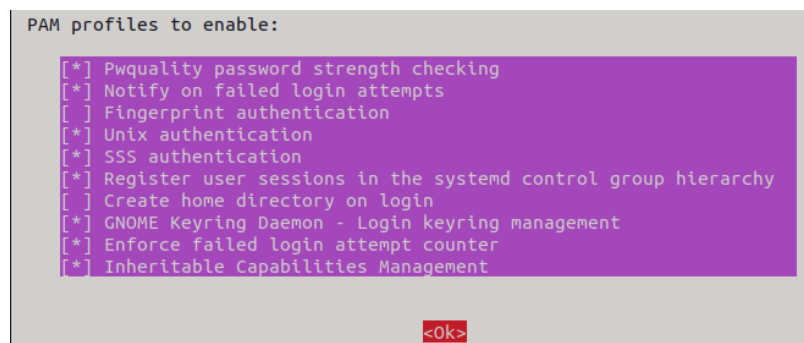 PAM profiles to enable:
[*] Pwquality password strength checking
[*] Notify on failed login attempts
[ ] Fingerprint authentication
[*] Unix authentication
[*] SSS authentication
[*] Register user sessions in the systemd control group hierarchy
[ ] Create home directory on login
[*] GNOME Keyring Daemon - Login keyring management
[*] Enforce failed login attempt counter
[*] Inheritable Capabilities Management
<Ok>